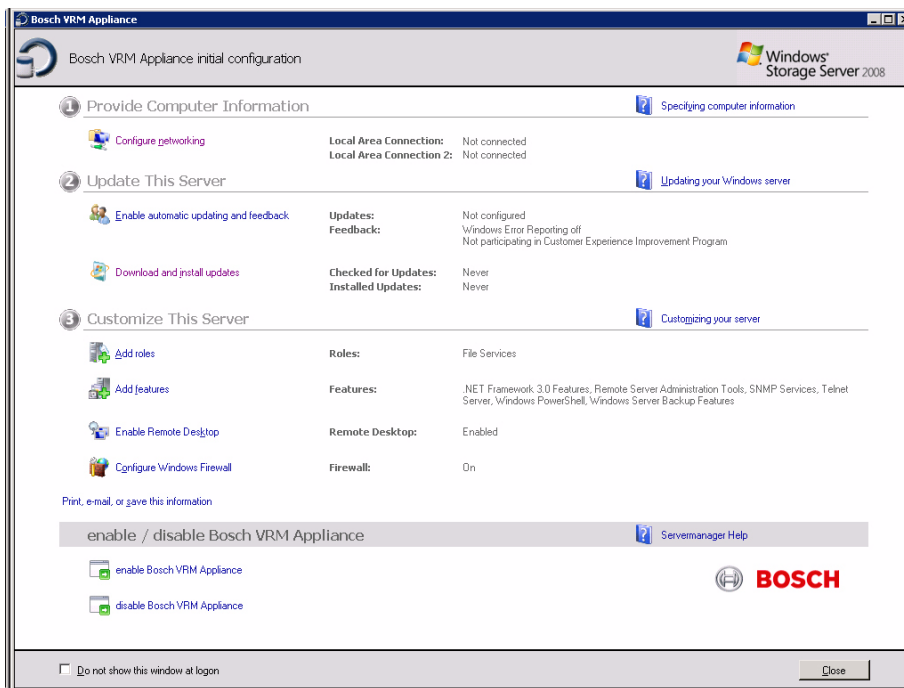 Bosch VRM Appliance
Bosch VRM Appliance initial configuration
Windows
Storage Server 2008
1 Provide Computer Information
Specifying computer information
Configure networking
Local Area Connection: Not connected
Local Area Connection 2: Not connected
2 Update This Server
Updating your Windows server
Enable automatic updating and feedback
Updates: Not configured
Feedback: Windows Error Reporting off
Not participating in Customer Experience Improvement Program
Download and install updates
Checked for Updates: Never
Installed Updates: Never
3 Customize This Server
Customizing your server
Add roles
Roles: File Services
Add features
Features: .NET Framework 3.0 Features, Remote Server Administration Tools, SNMP Services, Telnet
Server, Windows PowerShell, Windows Server Backup Features
Enable Remote Desktop
Remote Desktop: Enabled
Configure Windows Firewall
Firewall: On
Print, e-mail, or save this information
enable / disable Bosch VRM Appliance
Servermanager Help
enable Bosch VRM Appliance
disable Bosch VRM Appliance
BOSCH
Do not show this window at logon
Close